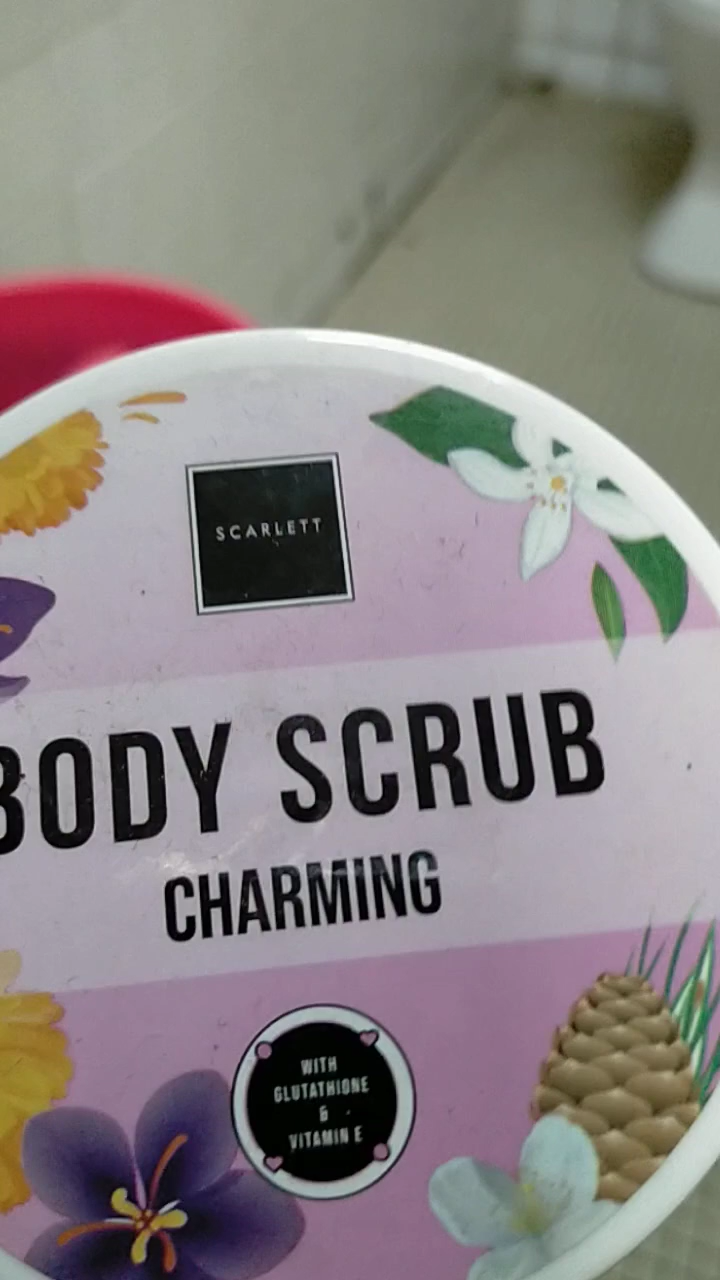 SCARLETT
BODY SCRUB
CHARMING
WITH
GLUTATHIONE
&
VITAMIN E